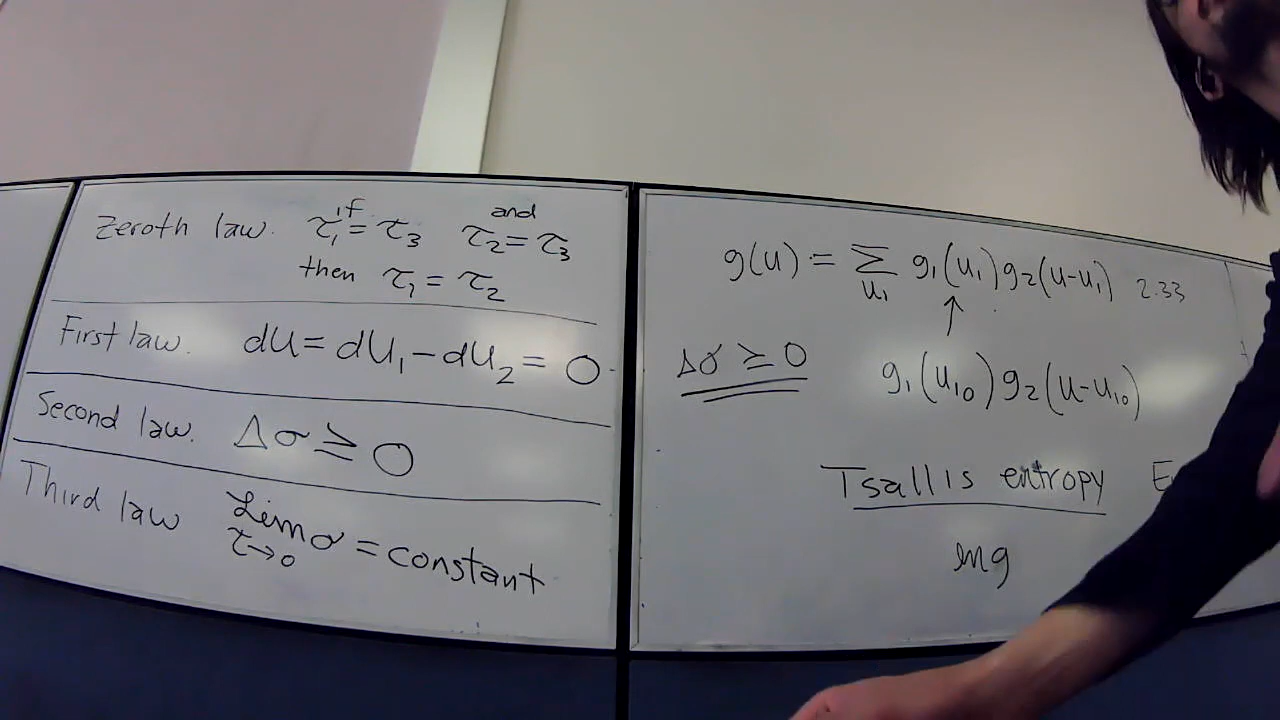 Zeroth law. if τ₁ = τ₃ and τ₂ = τ₃
then τ₁ = τ₂
First law. dU = dU₁ - dU₂ = 0
Second law. Δσ ≥ 0
Third law Lim σ = constant
τ→0
g(U) = Σ g₁(U₁) g₂(U-U₁) 2.33
U₁
↑
Δσ ≥ 0 g₁(U₁₀) g₂(U-U₁₀)
Tsallis entropy